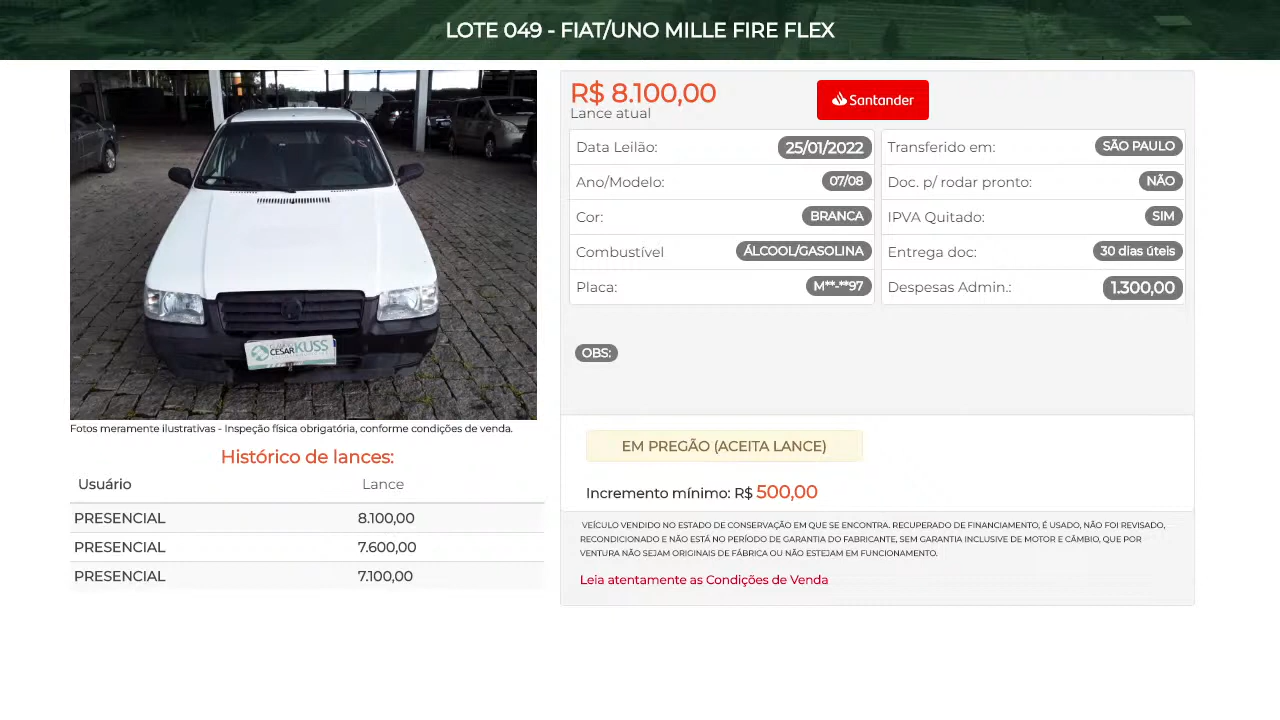 LOTE 049 - FIAT/UNO MILLE FIRE FLEX
CESAR KUSS
Fotos meramente ilustrativas - Inspeção física obrigatória, conforme condições de venda.
Histórico de lances:
Usuário Lance
PRESENCIAL 8.100,00
PRESENCIAL 7.600,00
PRESENCIAL 7.100,00
R$ 8.100,00
Lance atual
Santander
Data Leilão: 25/01/2022
Ano/Modelo: 07/08
Cor: BRANCA
Combustível ÁLCOOL/GASOLINA
Placa: M**-**97
Transferido em: SÃO PAULO
Doc. p/ rodar pronto: NÃO
IPVA Quitado: SIM
Entrega doc: 30 dias úteis
Despesas Admin.: 1.300,00
OBS:
EM PREGÃO (ACEITA LANCE)
Incremento mínimo: R$ 500,00
VEÍCULO VENDIDO NO ESTADO DE CONSERVAÇÃO EM QUE SE ENCONTRA. RECUPERADO DE FINANCIAMENTO, É USADO, NÃO FOI REVISADO,
RECONDICIONADO E NÃO ESTÁ NO PERÍODO DE GARANTIA DO FABRICANTE, SEM GARANTIA INCLUSIVE DE MOTOR E CÂMBIO, QUE POR
VENTURA NÃO SEJAM ORIGINAIS DE FÁBRICA OU NÃO ESTEJAM EM FUNCIONAMENTO.
Leia atentamente as Condições de Venda